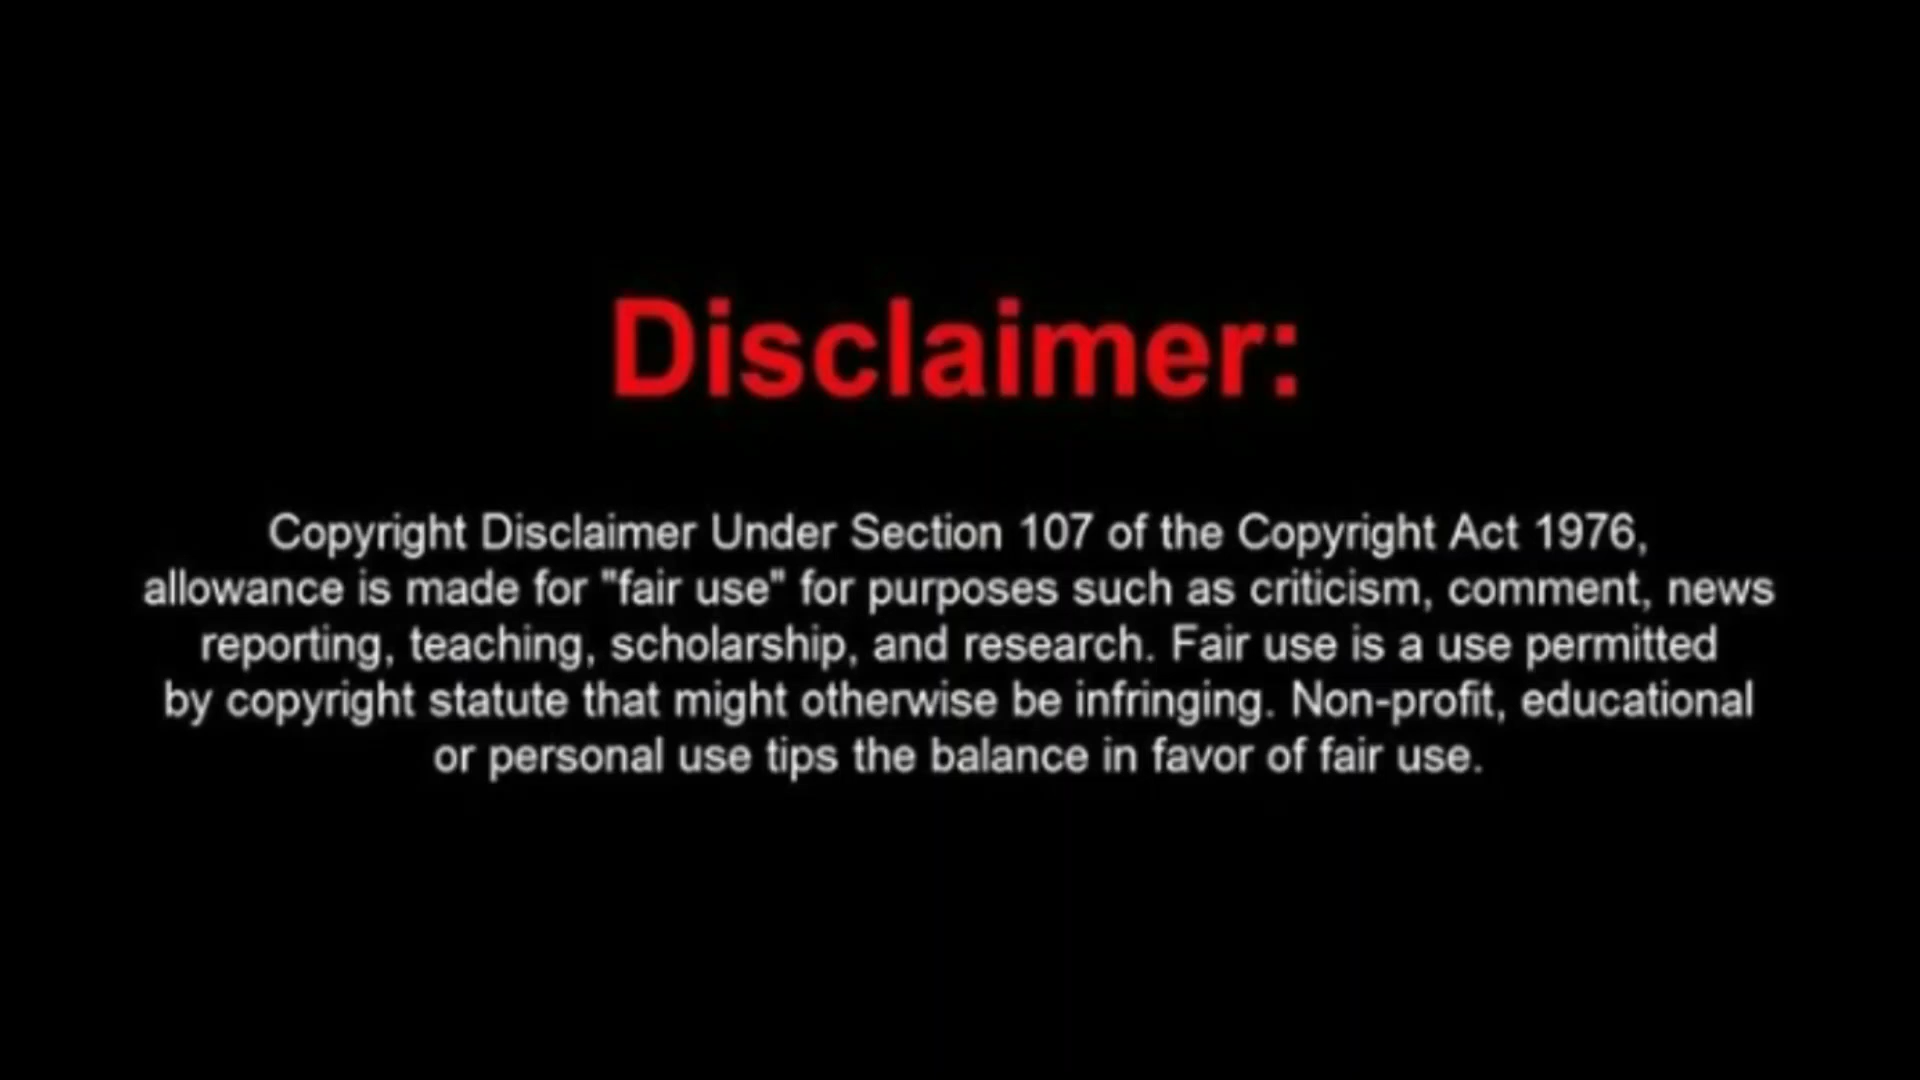 Disclaimer:
Copyright Disclaimer Under Section 107 of the Copyright Act 1976,
allowance is made for "fair use" for purposes such as criticism, comment, news
reporting, teaching, scholarship, and research. Fair use is a use permitted
by copyright statute that might otherwise be infringing. Non-profit, educational
or personal use tips the balance in favor of fair use.